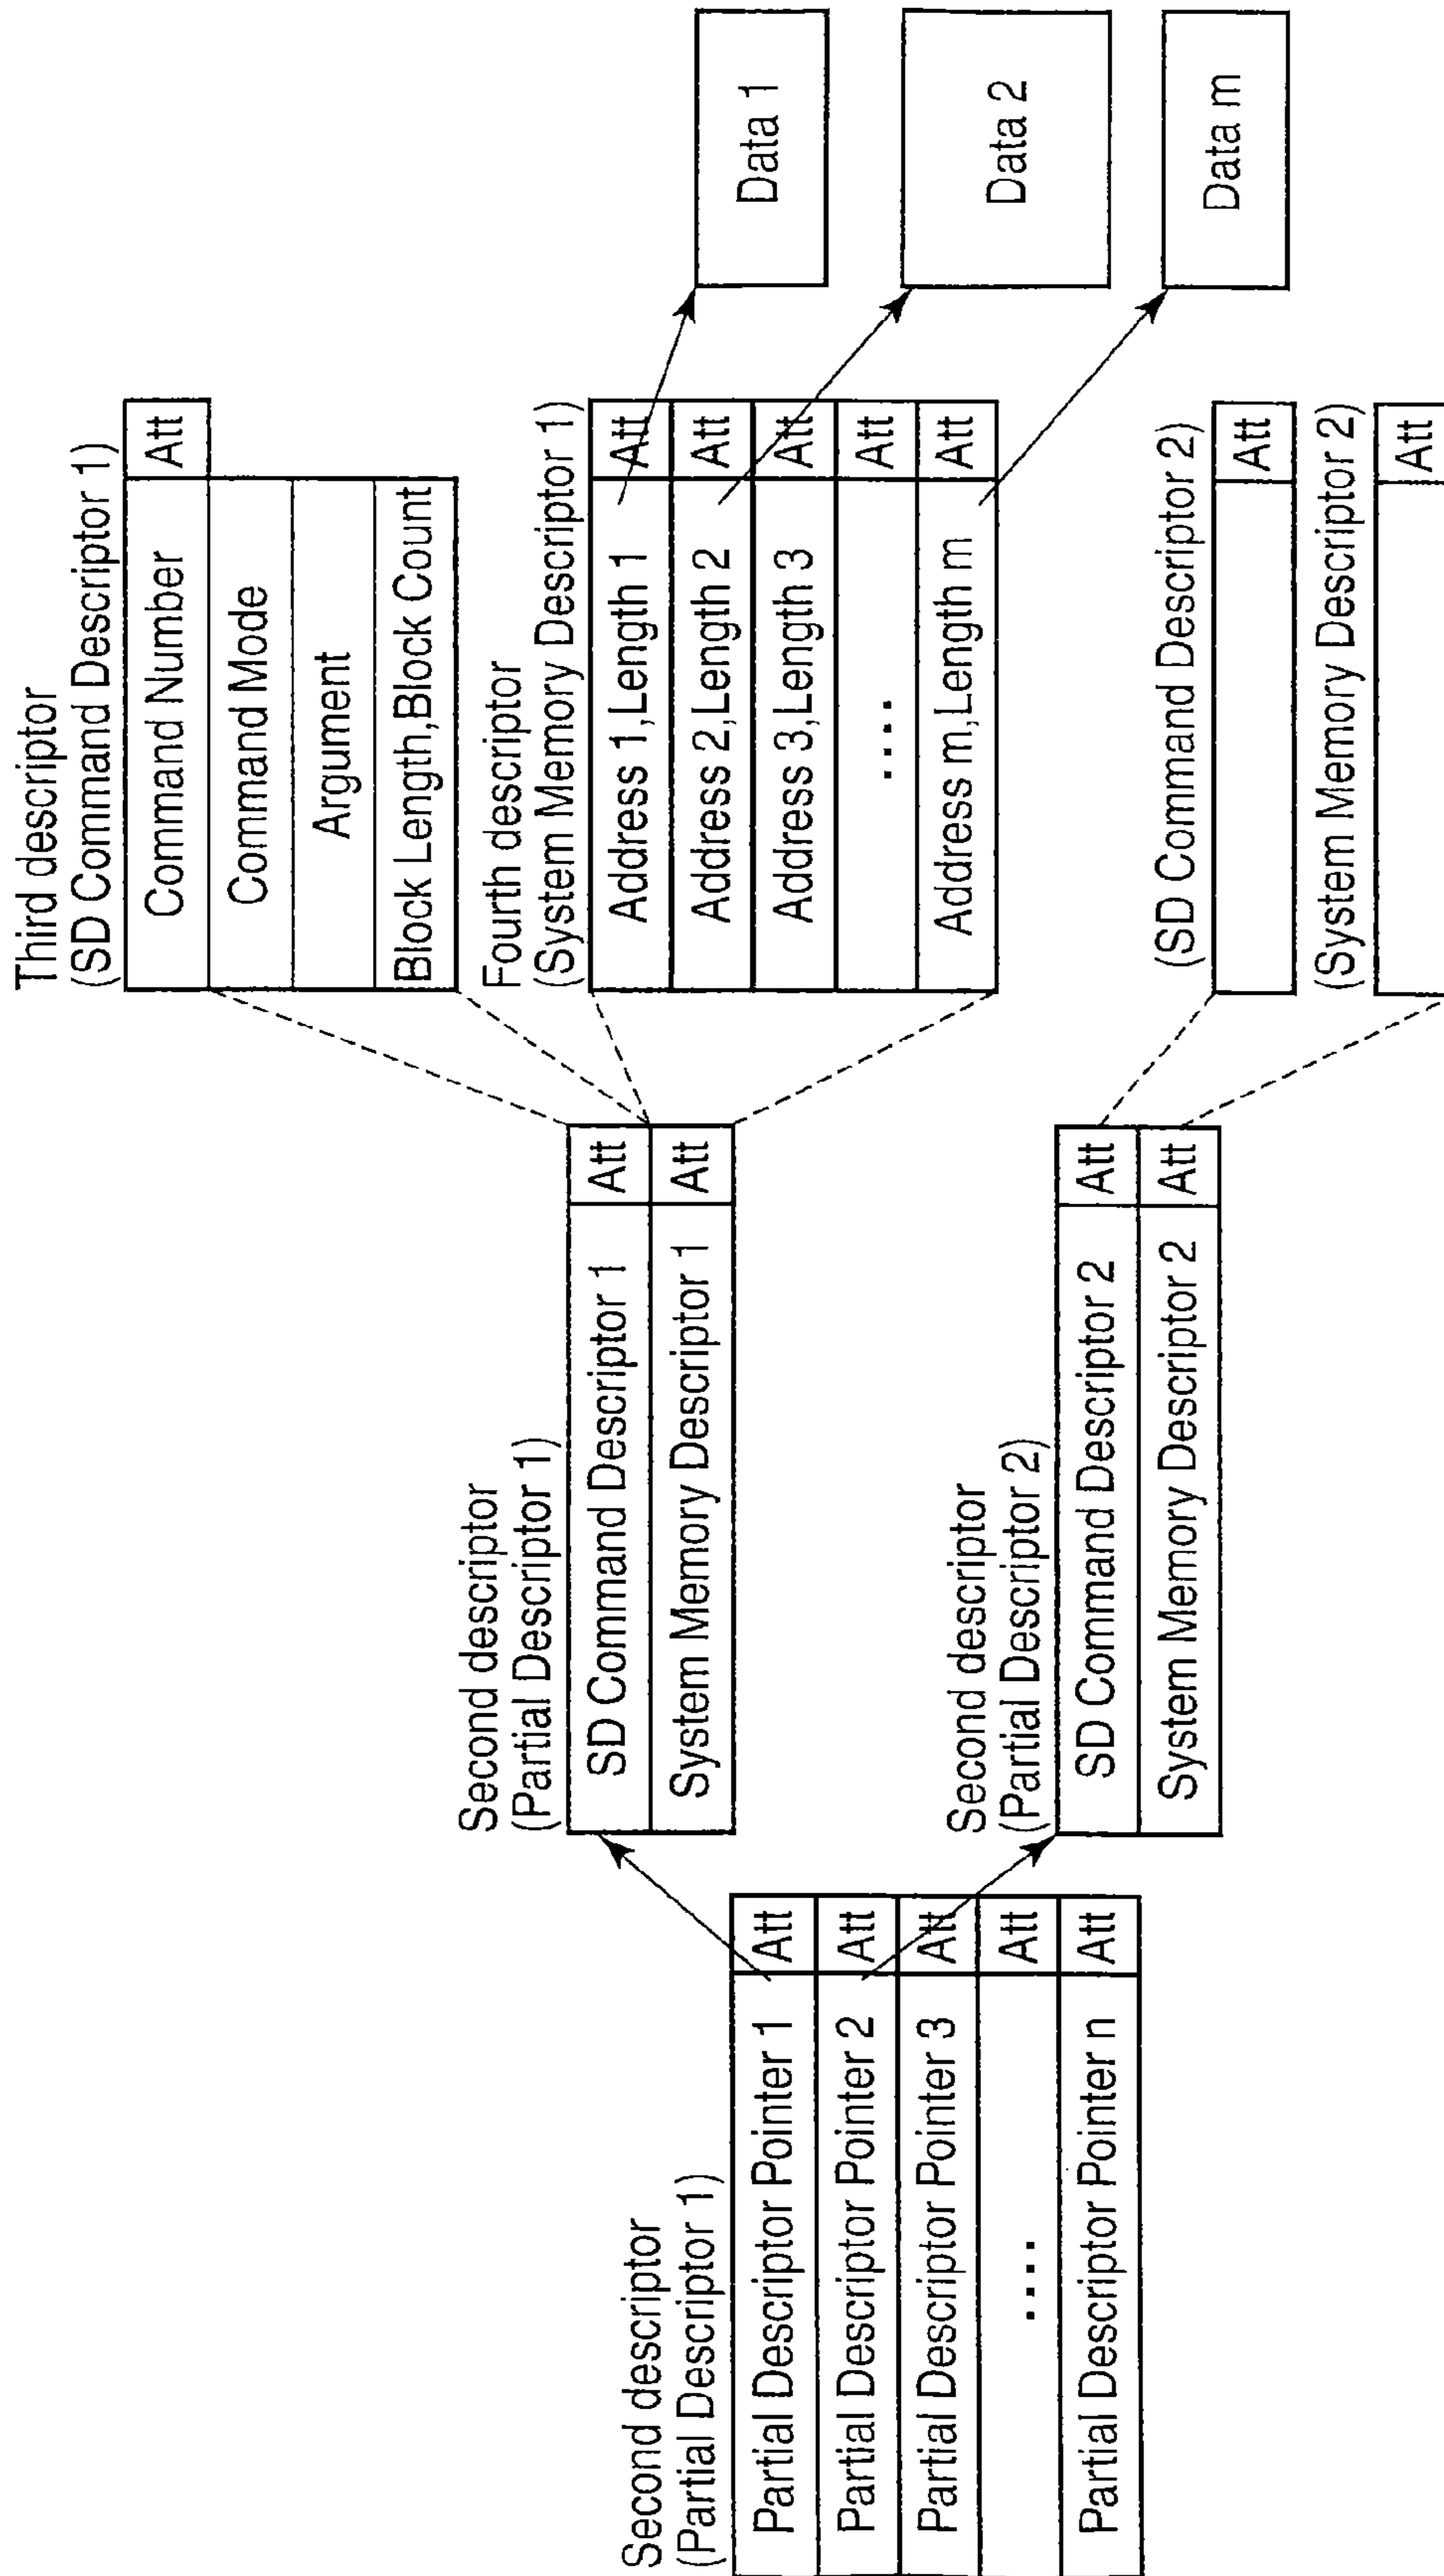 Second descriptor
(Partial Descriptor 1)
Partial Descriptor Pointer 1 Att
Partial Descriptor Pointer 2 Att
Partial Descriptor Pointer 3 Att
.... Att
Partial Descriptor Pointer n Att
Second descriptor
(Partial Descriptor 1)
SD Command Descriptor 1 Att
System Memory Descriptor 1 Att
Second descriptor
(Partial Descriptor 2)
SD Command Descriptor 2 Att
System Memory Descriptor 2 Att
Third descriptor
(SD Command Descriptor 1)
Command Number Att
Command Mode
Argument
Block Length,Block Count
Fourth descriptor
(System Memory Descriptor 1)
Address 1,Length 1 Att
Address 2,Length 2 Att
Address 3,Length 3 Att
.... Att
Address m,Length m Att
(SD Command Descriptor 2)
Att
(System Memory Descriptor 2)
Att
Data 1
Data 2
Data m